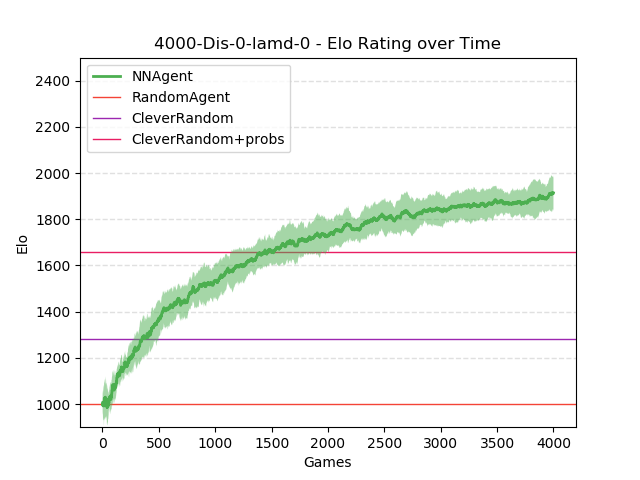 4000-Dis-0-lamd-0 - Elo Rating over Time
NNAgent
RandomAgent
CleverRandom
CleverRandom+probs
2400
2200
2000
1800
1600
1400
1200
1000
Elo
0 500 1000 1500 2000 2500 3000 3500 4000
Games